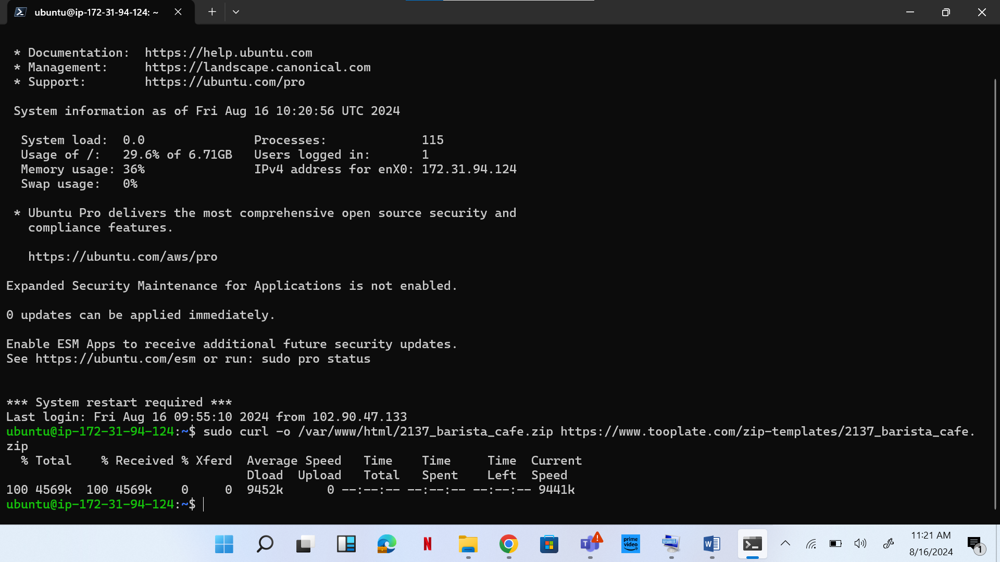 ubuntu@ip-172-31-94-124: ~
* Documentation:  https://help.ubuntu.com
* Management:     https://landscape.canonical.com
* Support:        https://ubuntu.com/pro
System information as of Fri Aug 16 10:20:56 UTC 2024
System load:  0.0               Processes:             115
Usage of /:   29.6% of 6.71GB   Users logged in:       1
Memory usage: 36%               IPv4 address for enX0: 172.31.94.124
Swap usage:   0%
* Ubuntu Pro delivers the most comprehensive open source security and
compliance features.
https://ubuntu.com/aws/pro
Expanded Security Maintenance for Applications is not enabled.
0 updates can be applied immediately.
Enable ESM Apps to receive additional future security updates.
See https://ubuntu.com/esm or run: sudo pro status
*** System restart required ***
Last login: Fri Aug 16 09:55:10 2024 from 102.90.47.133
ubuntu@ip-172-31-94-124:~$ sudo curl -o /var/www/html/2137_barista_cafe.zip https://www.tooplate.com/zip-templates/2137_barista_cafe.
zip
% Total    % Received % Xferd  Average Speed   Time    Time     Time  Current
Dload  Upload   Total   Spent    Left  Speed
100 4569k  100 4569k    0     0  9452k      0 --:--:-- --:--:-- --:--:-- 9441k
ubuntu@ip-172-31-94-124:~$
N
T
prime
video
W
11:21 AM
8/16/2024
1